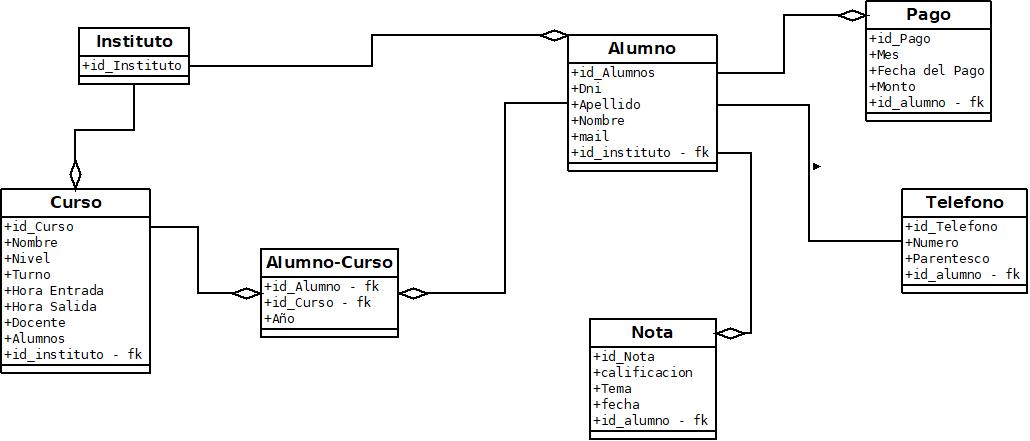 Instituto
+id_Instituto
Alumno
+id_Alumnos
+Dni
+Apellido
+Nombre
+mail
+id_instituto - fk
Pago
+id_Pago
+Mes
+Fecha del Pago
+Monto
+id_alumno - fk
Curso
+id_Curso
+Nombre
+Nivel
+Turno
+Hora Entrada
+Hora Salida
+Docente
+Alumnos
+id_instituto - fk
Alumno-Curso
+id_Alumno - fk
+id_Curso - fk
+Año
Telefono
+id_Telefono
+Numero
+Parentesco
+id_alumno - fk
Nota
+id_Nota
+calificacion
+Tema
+fecha
+id_alumno - fk